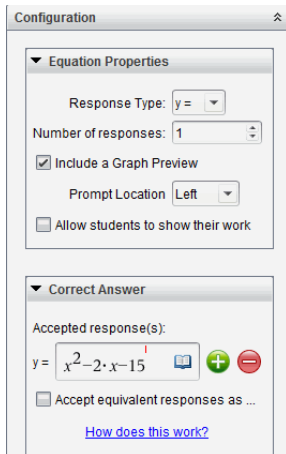 Configuration
Equation Properties
Response Type: y =
Number of responses: 1
Include a Graph Preview
Prompt Location Left
Allow students to show their work
Correct Answer
Accepted response(s):
y = x²−2·x−15
Accept equivalent responses as ...
How does this work?